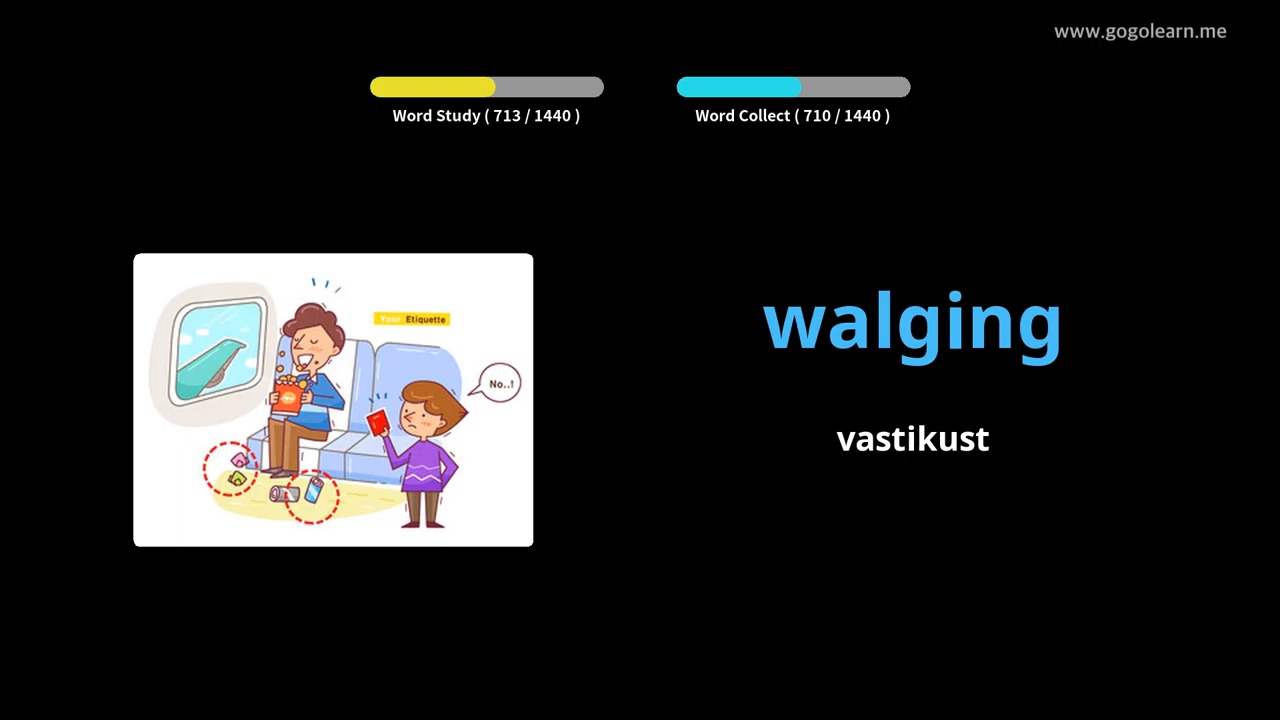 www.gogolearn.me
Word Study ( 713 / 1440 )
Word Collect ( 710 / 1440 )
Your Etiquette
No..!
walging
vastikust